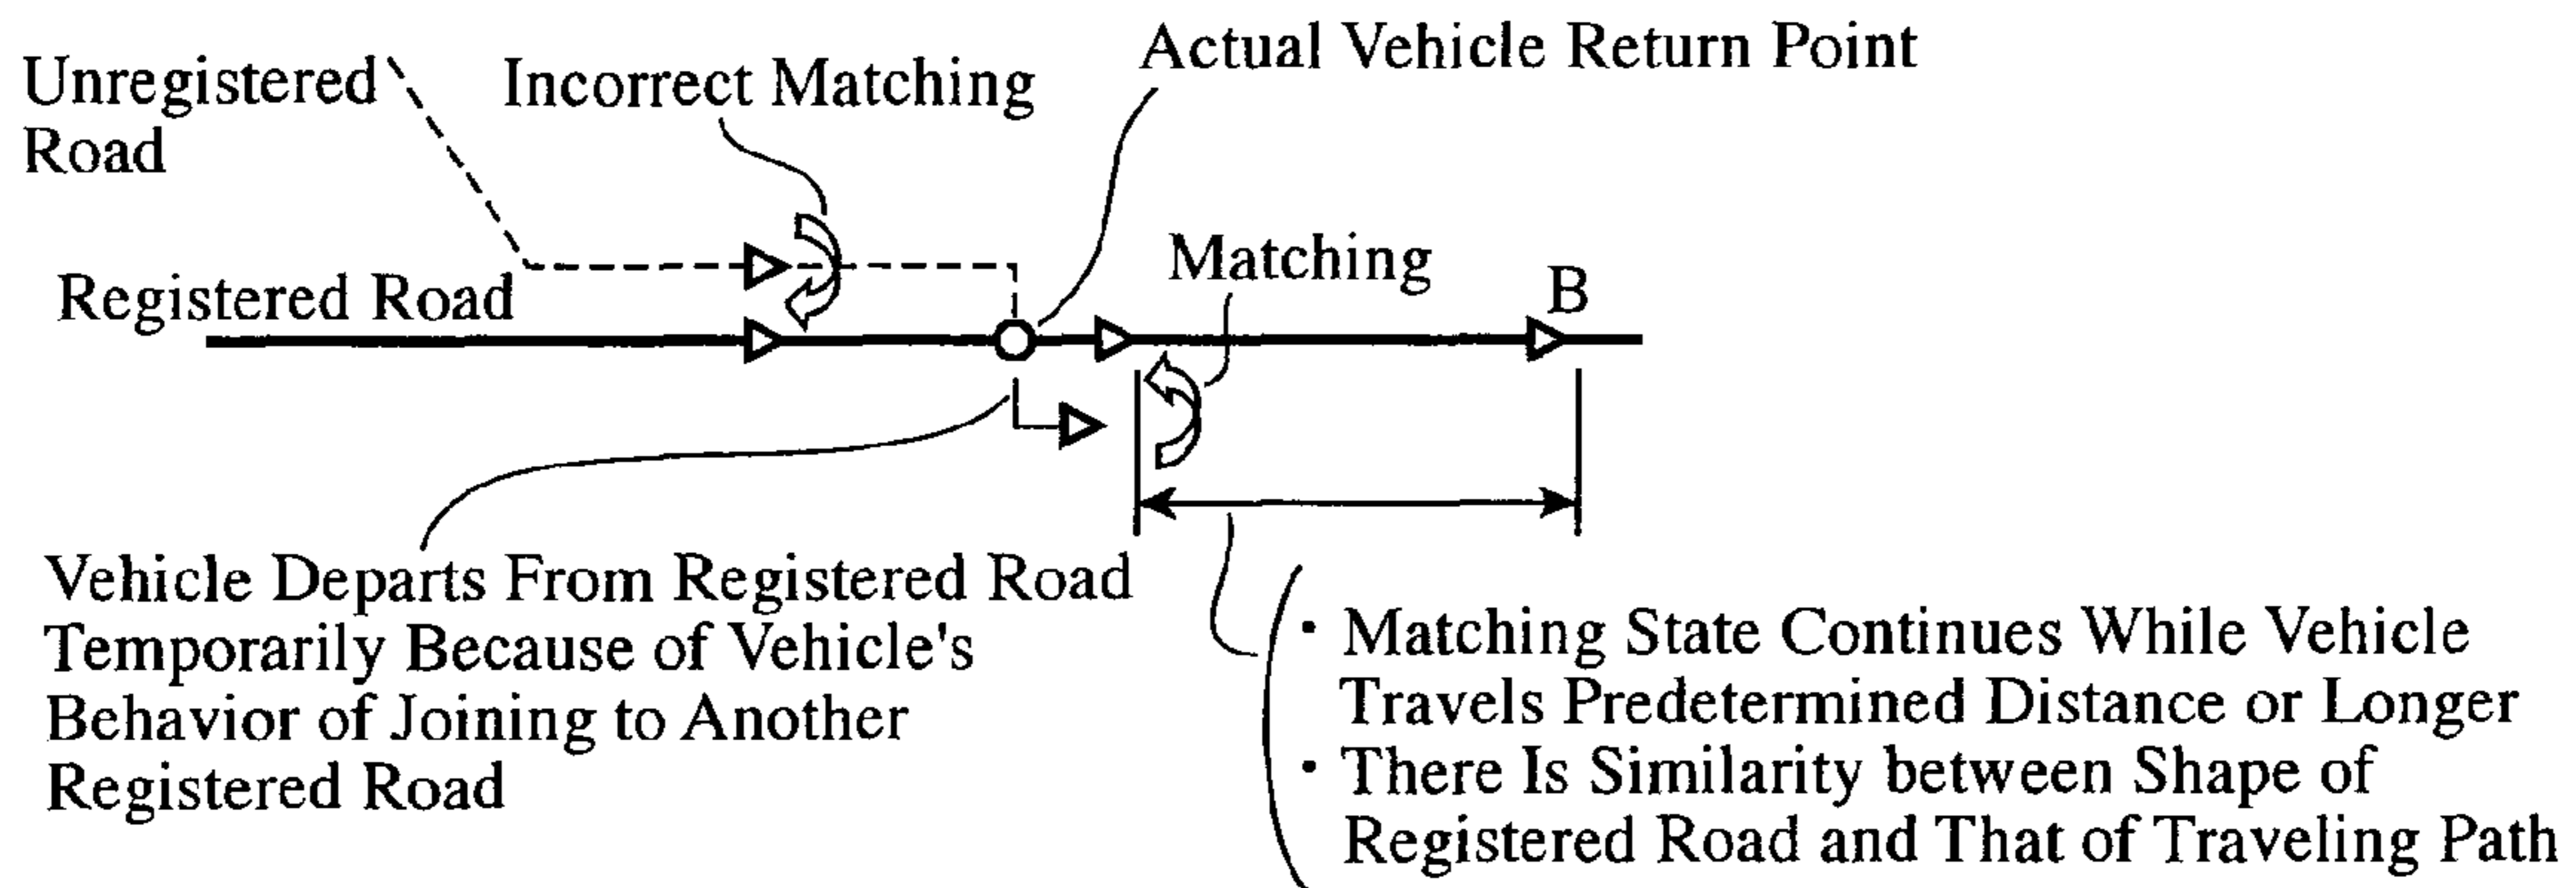 Actual Vehicle Return Point
Unregistered
Road
Incorrect Matching
Matching
B
Registered Road
Vehicle Departs From Registered Road
Temporarily Because of Vehicle's
Behavior of Joining to Another
Registered Road
· Matching State Continues While Vehicle
Travels Predetermined Distance or Longer
· There Is Similarity between Shape of
Registered Road and That of Traveling Path